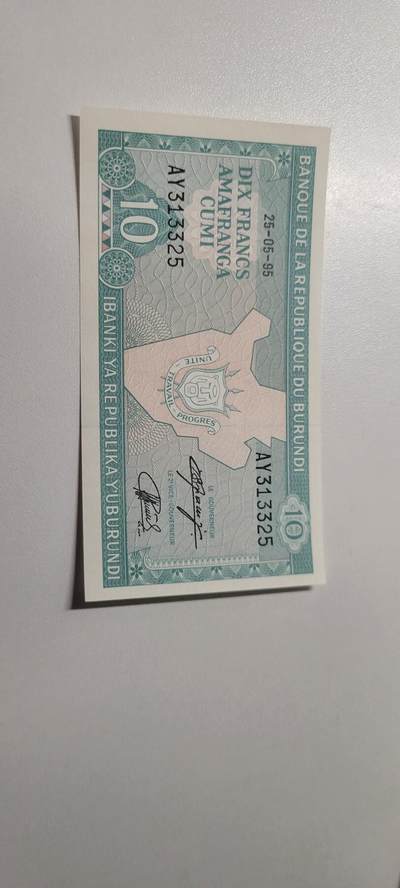 BANQUE DE LA REPUBLIQUE DU BURUNDI
25-05-95
DIX FRANCS
AMAFRANGA
CUMI
AY313325
10
UNITE
TRAVAIL - PROGRES
AY313325
10
LE GOUVERNEUR
LE 2e VICE-GOUVERNEUR
IBANKI YA REPUBLIKA Y'UBURUNDI